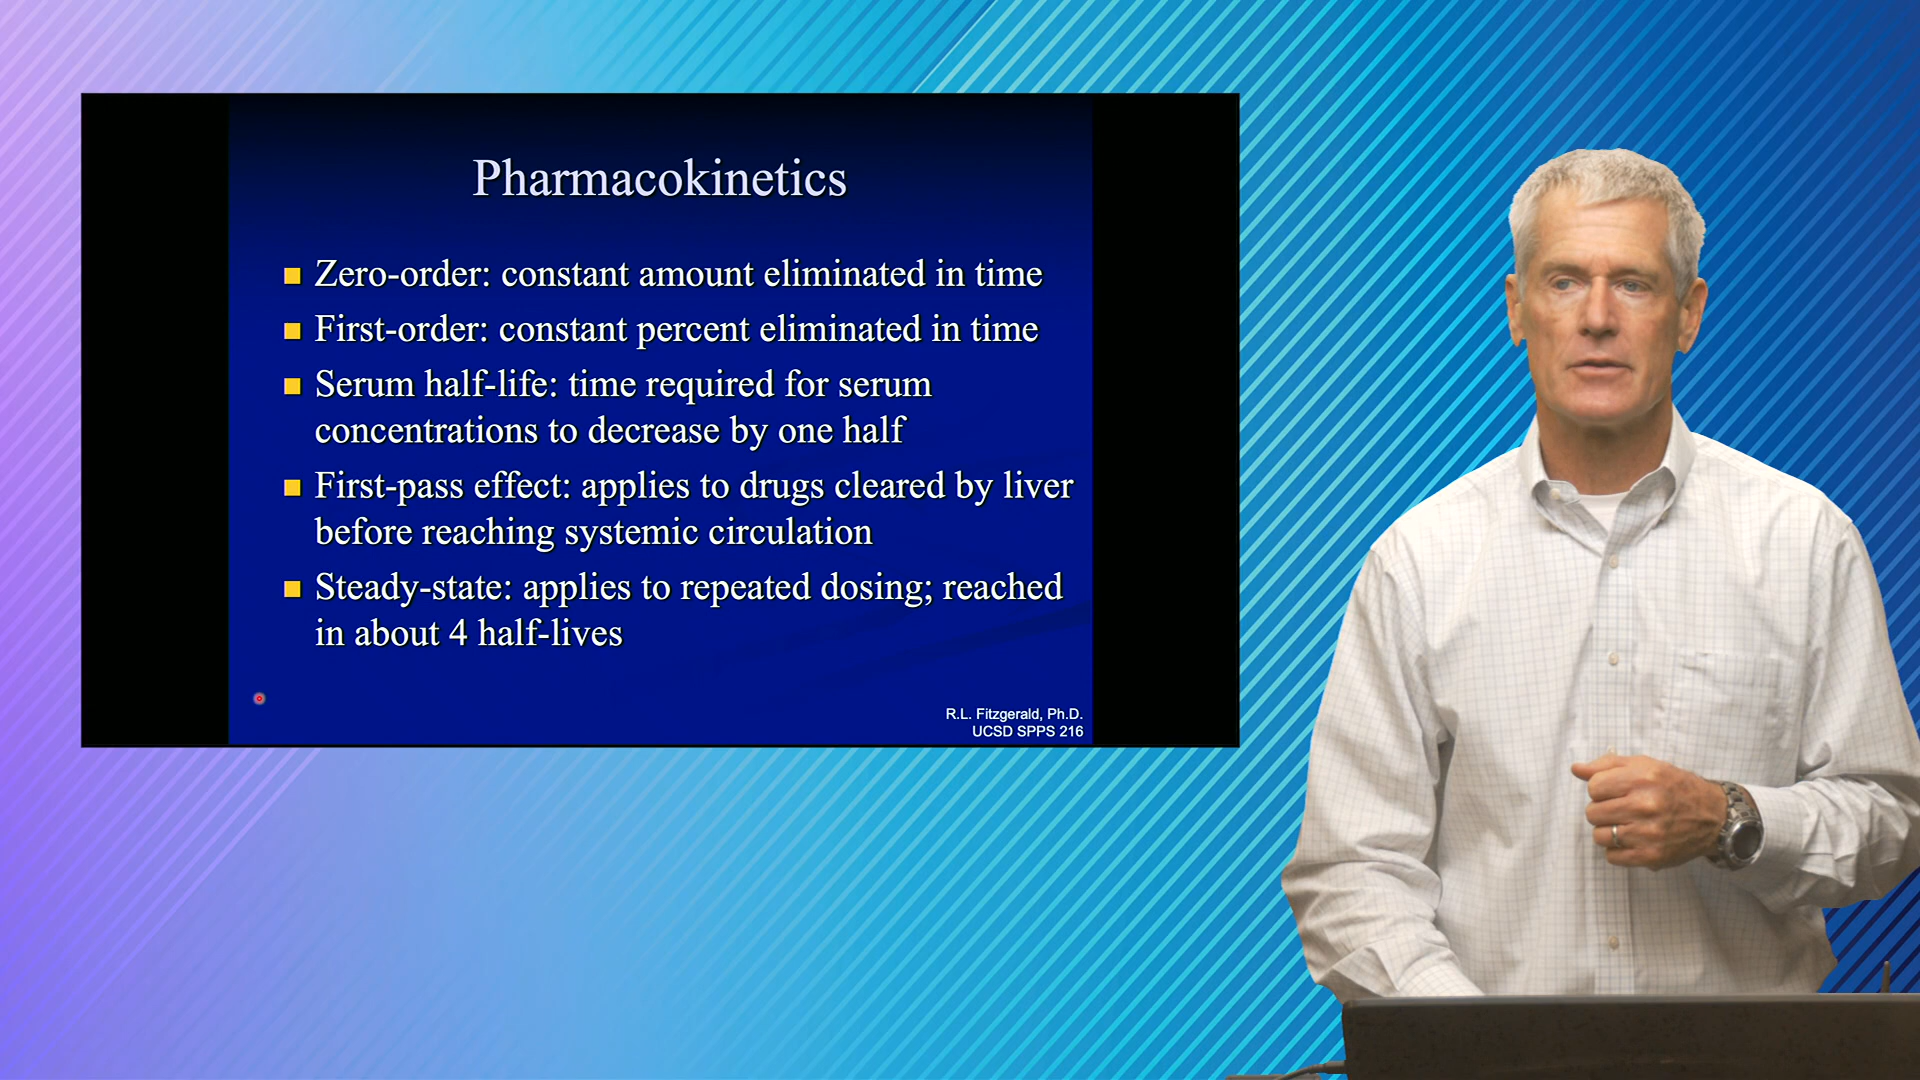 Pharmacokinetics
Zero-order: constant amount eliminated in time
First-order: constant percent eliminated in time
Serum half-life: time required for serum
concentrations to decrease by one half
First-pass effect: applies to drugs cleared by liver
before reaching systemic circulation
Steady-state: applies to repeated dosing; reached
in about 4 half-lives
R.L. Fitzgerald, Ph.D.
UCSD SPPS 216